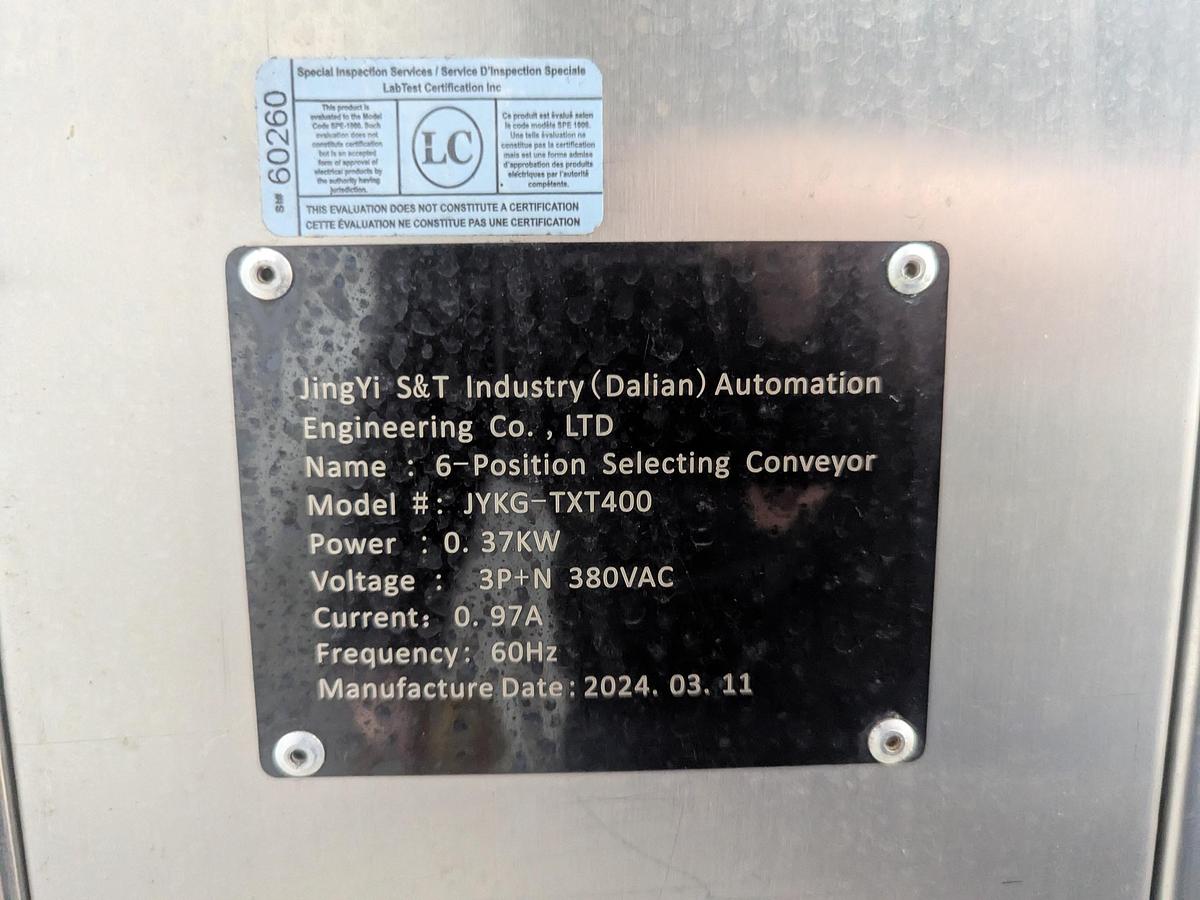 Special Inspection Services / Service D'Inspection Speciale
LabTest Certification Inc
SN# 60260
This product is
evaluated to the Model
Code SPE-1000. Such
evaluation does not
constitute certification
but is an accepted
form of approval of
electrical products by
the authority having
jurisdiction.
LC
Ce produit est évalué selon
le code modèle SPE 1000.
Une telle évaluation ne
constitue pas la certification
mais est une forme admise
d'approbation des produits
electriques par l'autorité
compétente.
THIS EVALUATION DOES NOT CONSTITUTE A CERTIFICATION
CETTE ÉVALUATION NE CONSTITUE PAS UNE CERTIFICATION
JingYi S&T Industry(Dalian)Automation
Engineering Co. , LTD
Name : 6-Position Selecting Conveyor
Model #: JYKG-TXT400
Power : 0. 37KW
Voltage : 3P+N 380VAC
Current: 0. 97A
Frequency: 60Hz
Manufacture Date: 2024. 03. 11